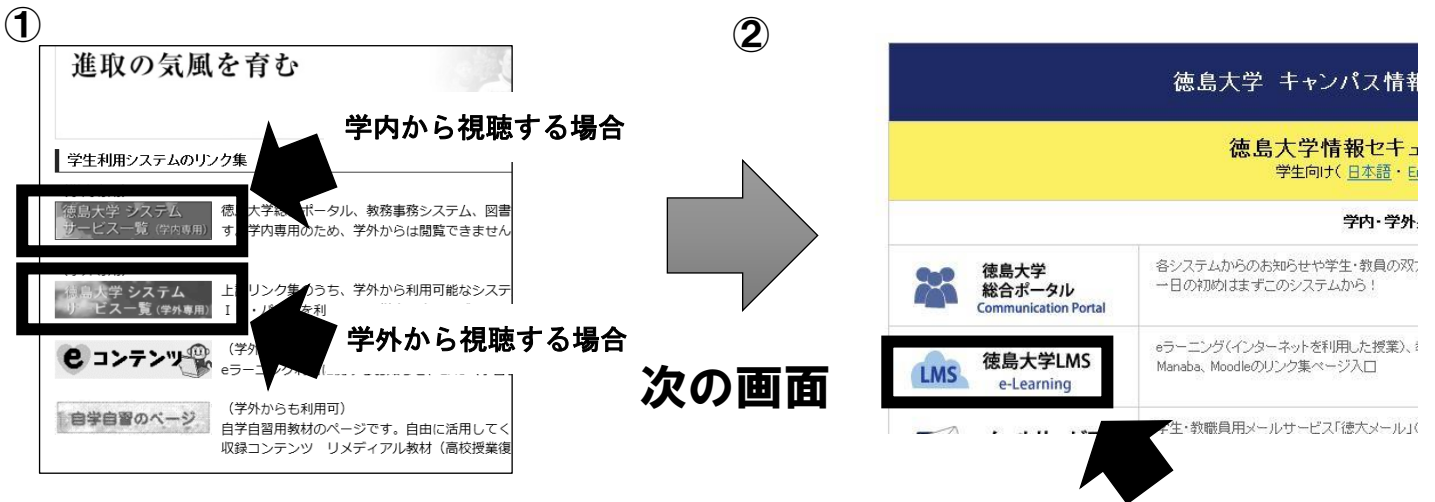 ①
進取の気風を育む
学内から視聴する場合
学生利用システムのリンク集
徳島大学 システム
サービス一覧(学内専用)
大学総 ポータル、教務事務システム、図書
す 学内専用のため、学外からは閲覧できません
大学 システム
ビス一覧(学外専用)
リンク集のうち、学外から利用可能なシステ
学外から視聴する場合
eコンテンツ
(学外
eラーニング
自学自習のページ
(学外からも利用可)
自学自習用教材のページです。自由に活用してく
収録コンテンツ リメディアル教材(高校授業復
次の画面
②
徳島大学 キャンパス情報
徳島大学情報セキュ
学生向け( 日本語・
学内・学外
徳島大学
総合ポータル
Communication Portal
各システムからのお知らせや学生・教員の双方
一日の初めはまずこのシステムから!
LMS
徳島大学LMS
e-Learning
eラーニング(インターネットを利用した授業)、
Manaba、Moodleのリンク集ページ入口
生・教職員用メールサービス「徳大メール」